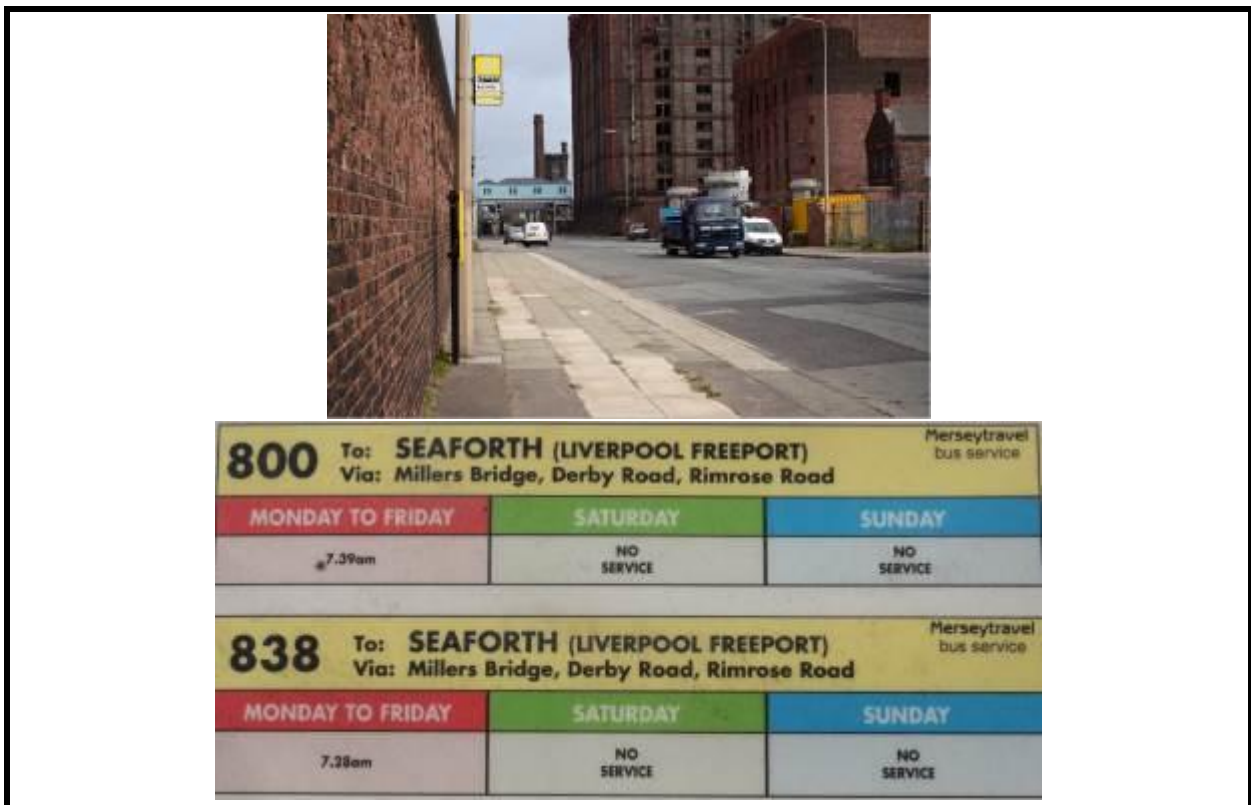 800 To: SEAFORTH (LIVERPOOL FREEPORT)
Via: Millers Bridge, Derby Road, Rimrose Road
Merseytravel
bus service
MONDAY TO FRIDAY SATURDAY SUNDAY
7.39am NO SERVICE NO SERVICE
838 To: SEAFORTH (LIVERPOOL FREEPORT)
Via: Millers Bridge, Derby Road, Rimrose Road
Merseytravel
bus service
MONDAY TO FRIDAY SATURDAY SUNDAY
7.28am NO SERVICE NO SERVICE